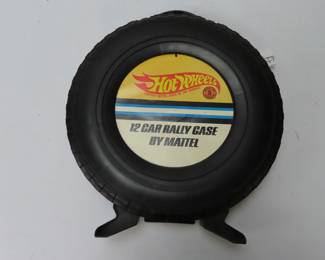 Hot Wheels
12 CAR RALLY CASE
BY MATTEL